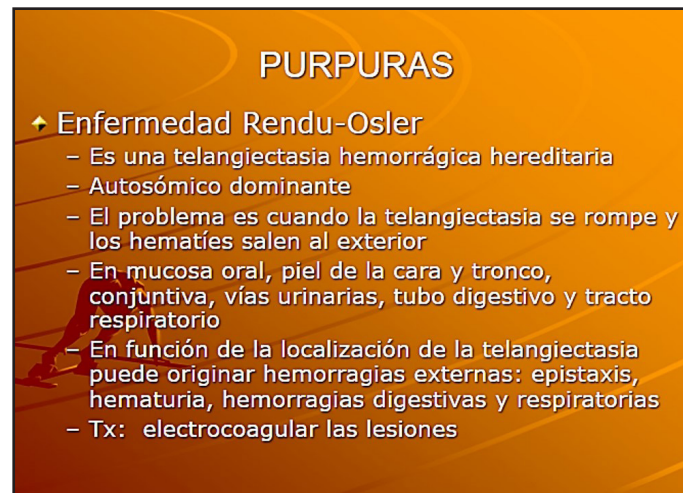 PURPURAS
Enfermedad Rendu-Osler
– Es una telangiectasia hemorrágica hereditaria
– Autosómico dominante
– El problema es cuando la telangiectasia se rompe y
los hematíes salen al exterior
– En mucosa oral, piel de la cara y tronco,
conjuntiva, vías urinarias, tubo digestivo y tracto
respiratorio
– En función de la localización de la telangiectasia
puede originar hemorragias externas: epistaxis,
hematuria, hemorragias digestivas y respiratorias
– Tx: electrocoagular las lesiones